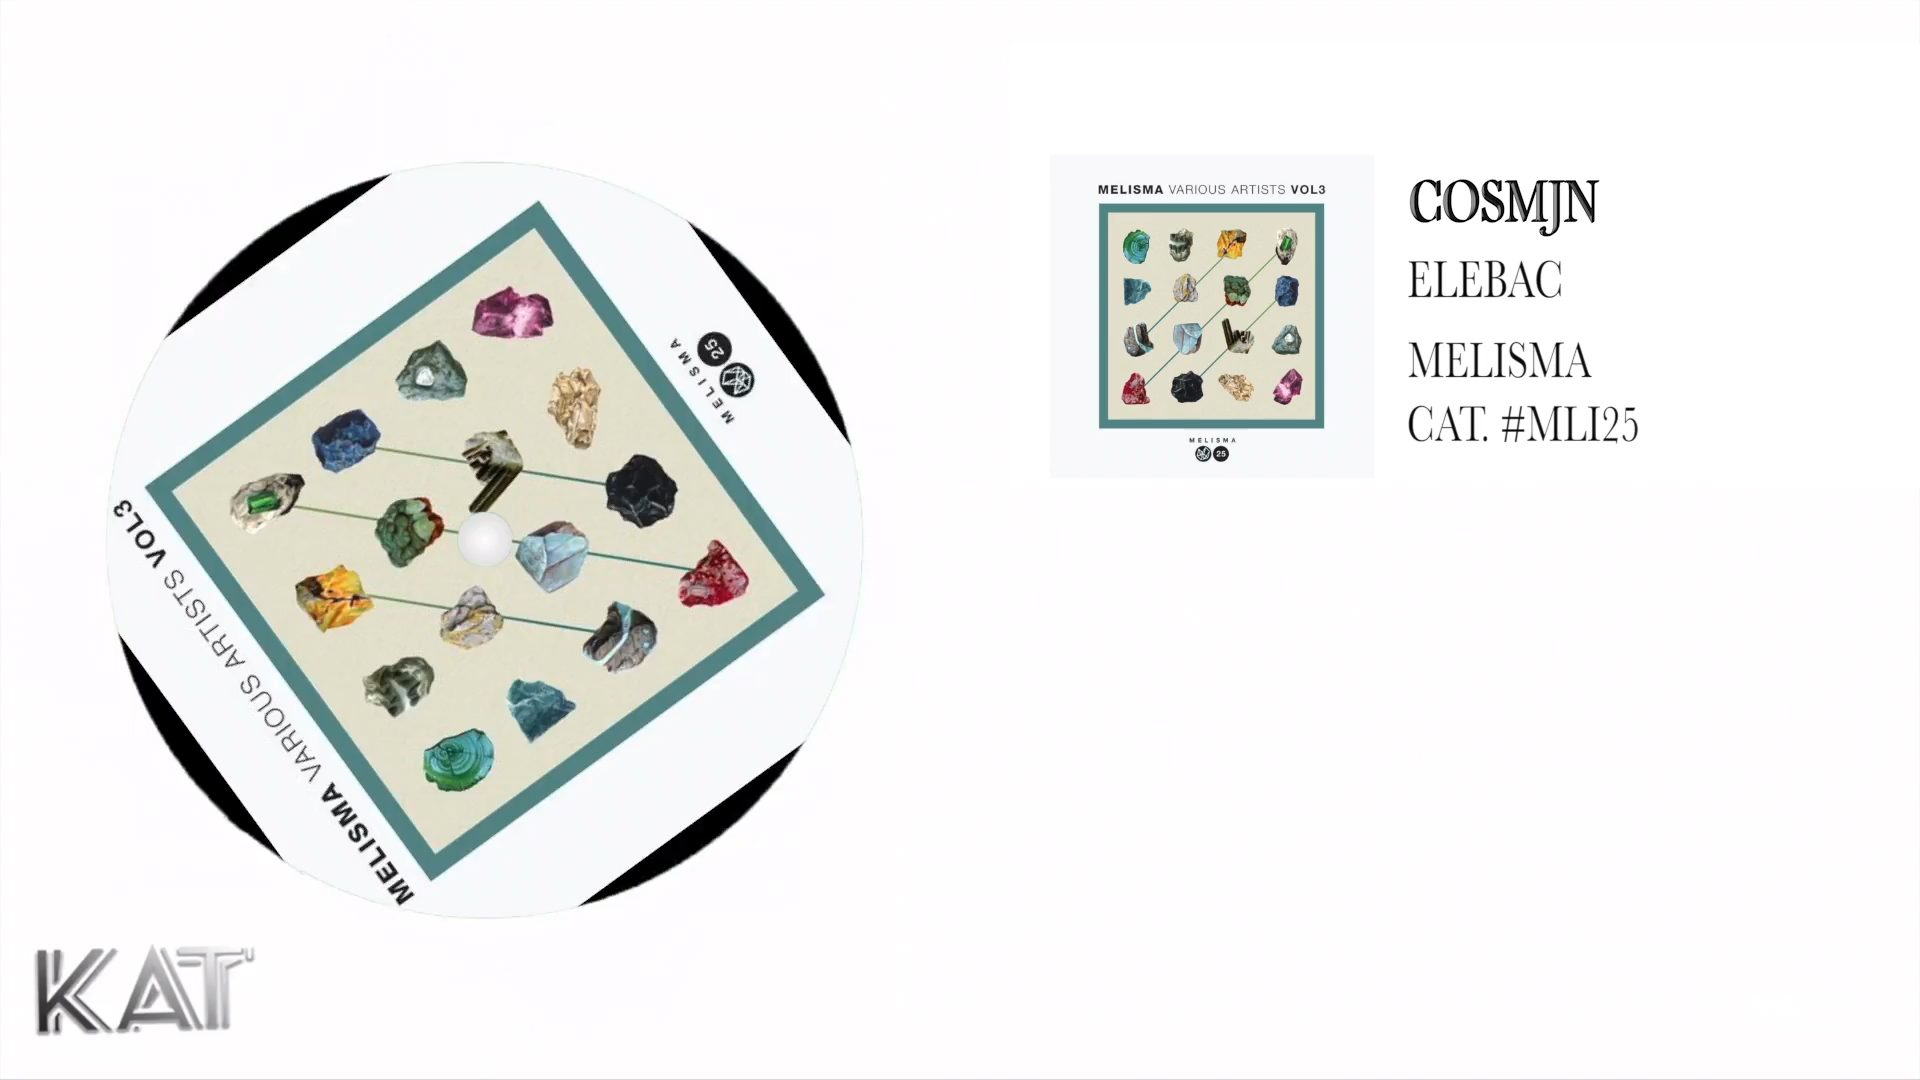 MELISMA VARIOUS ARTISTS VOL3
MELISMA
25
MELISMA VARIOUS ARTISTS VOL3
MELISMA
25
COSMJN
ELEBAC
MELISMA
CAT. #MLI25
KAT